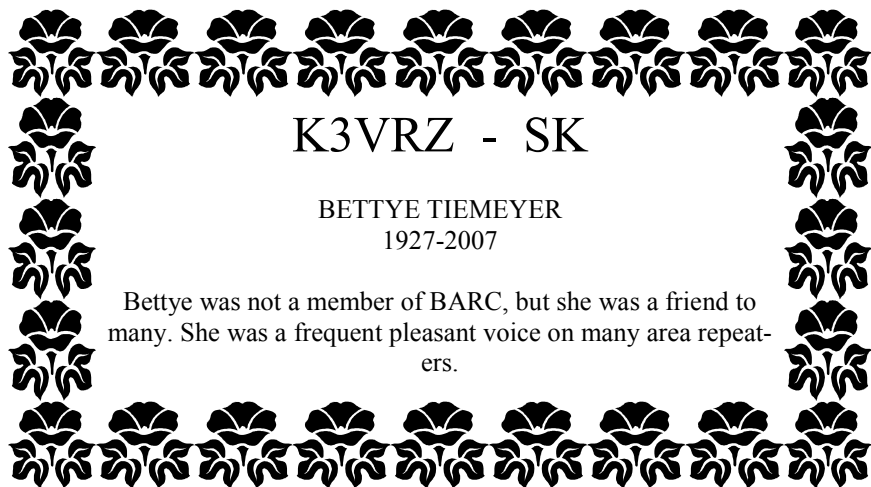 K3VRZ - SK
BETTYE TIEMEYER
1927-2007
Bettye was not a member of BARC, but she was a friend to
many. She was a frequent pleasant voice on many area repeat-
ers.